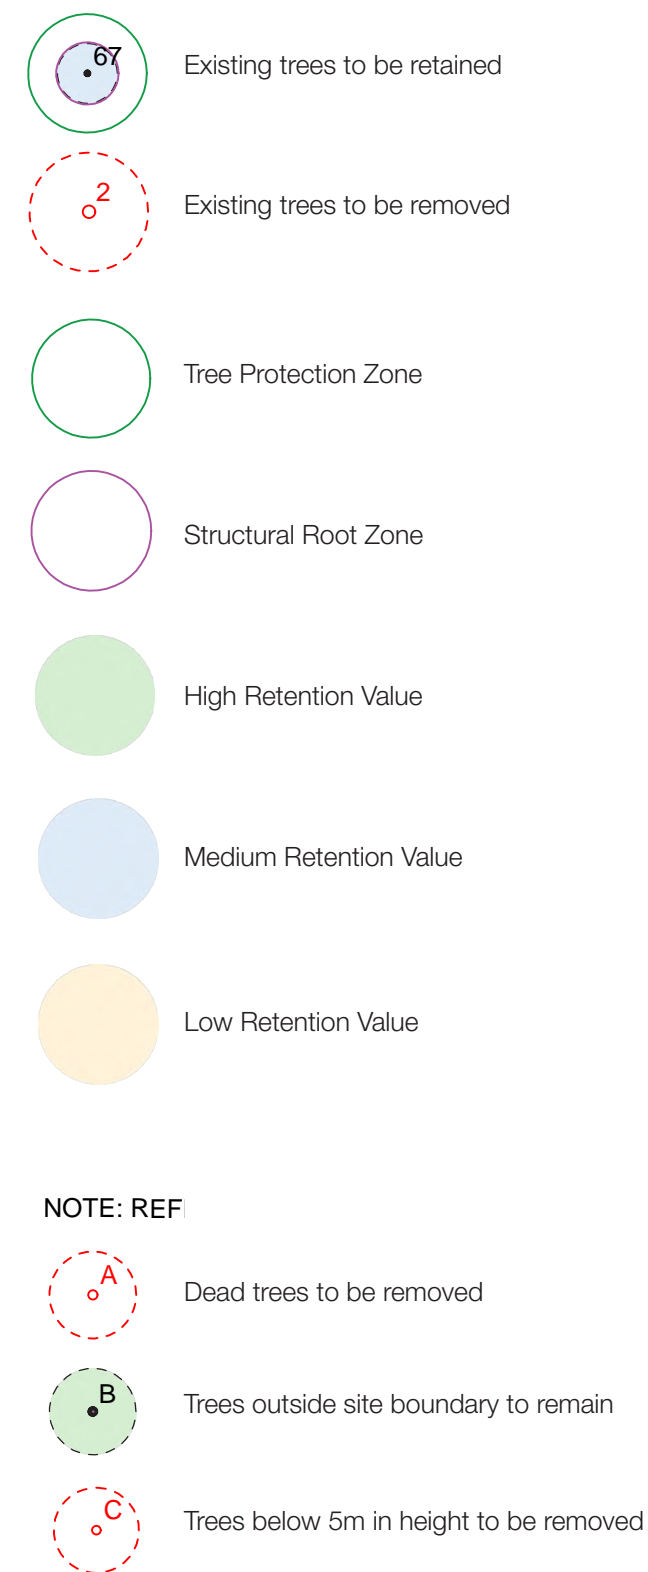 67
Existing trees to be retained
2
Existing trees to be removed
Tree Protection Zone
Structural Root Zone
High Retention Value
Medium Retention Value
Low Retention Value
NOTE: REF
A
Dead trees to be removed
B
Trees outside site boundary to remain
C
Trees below 5m in height to be removed